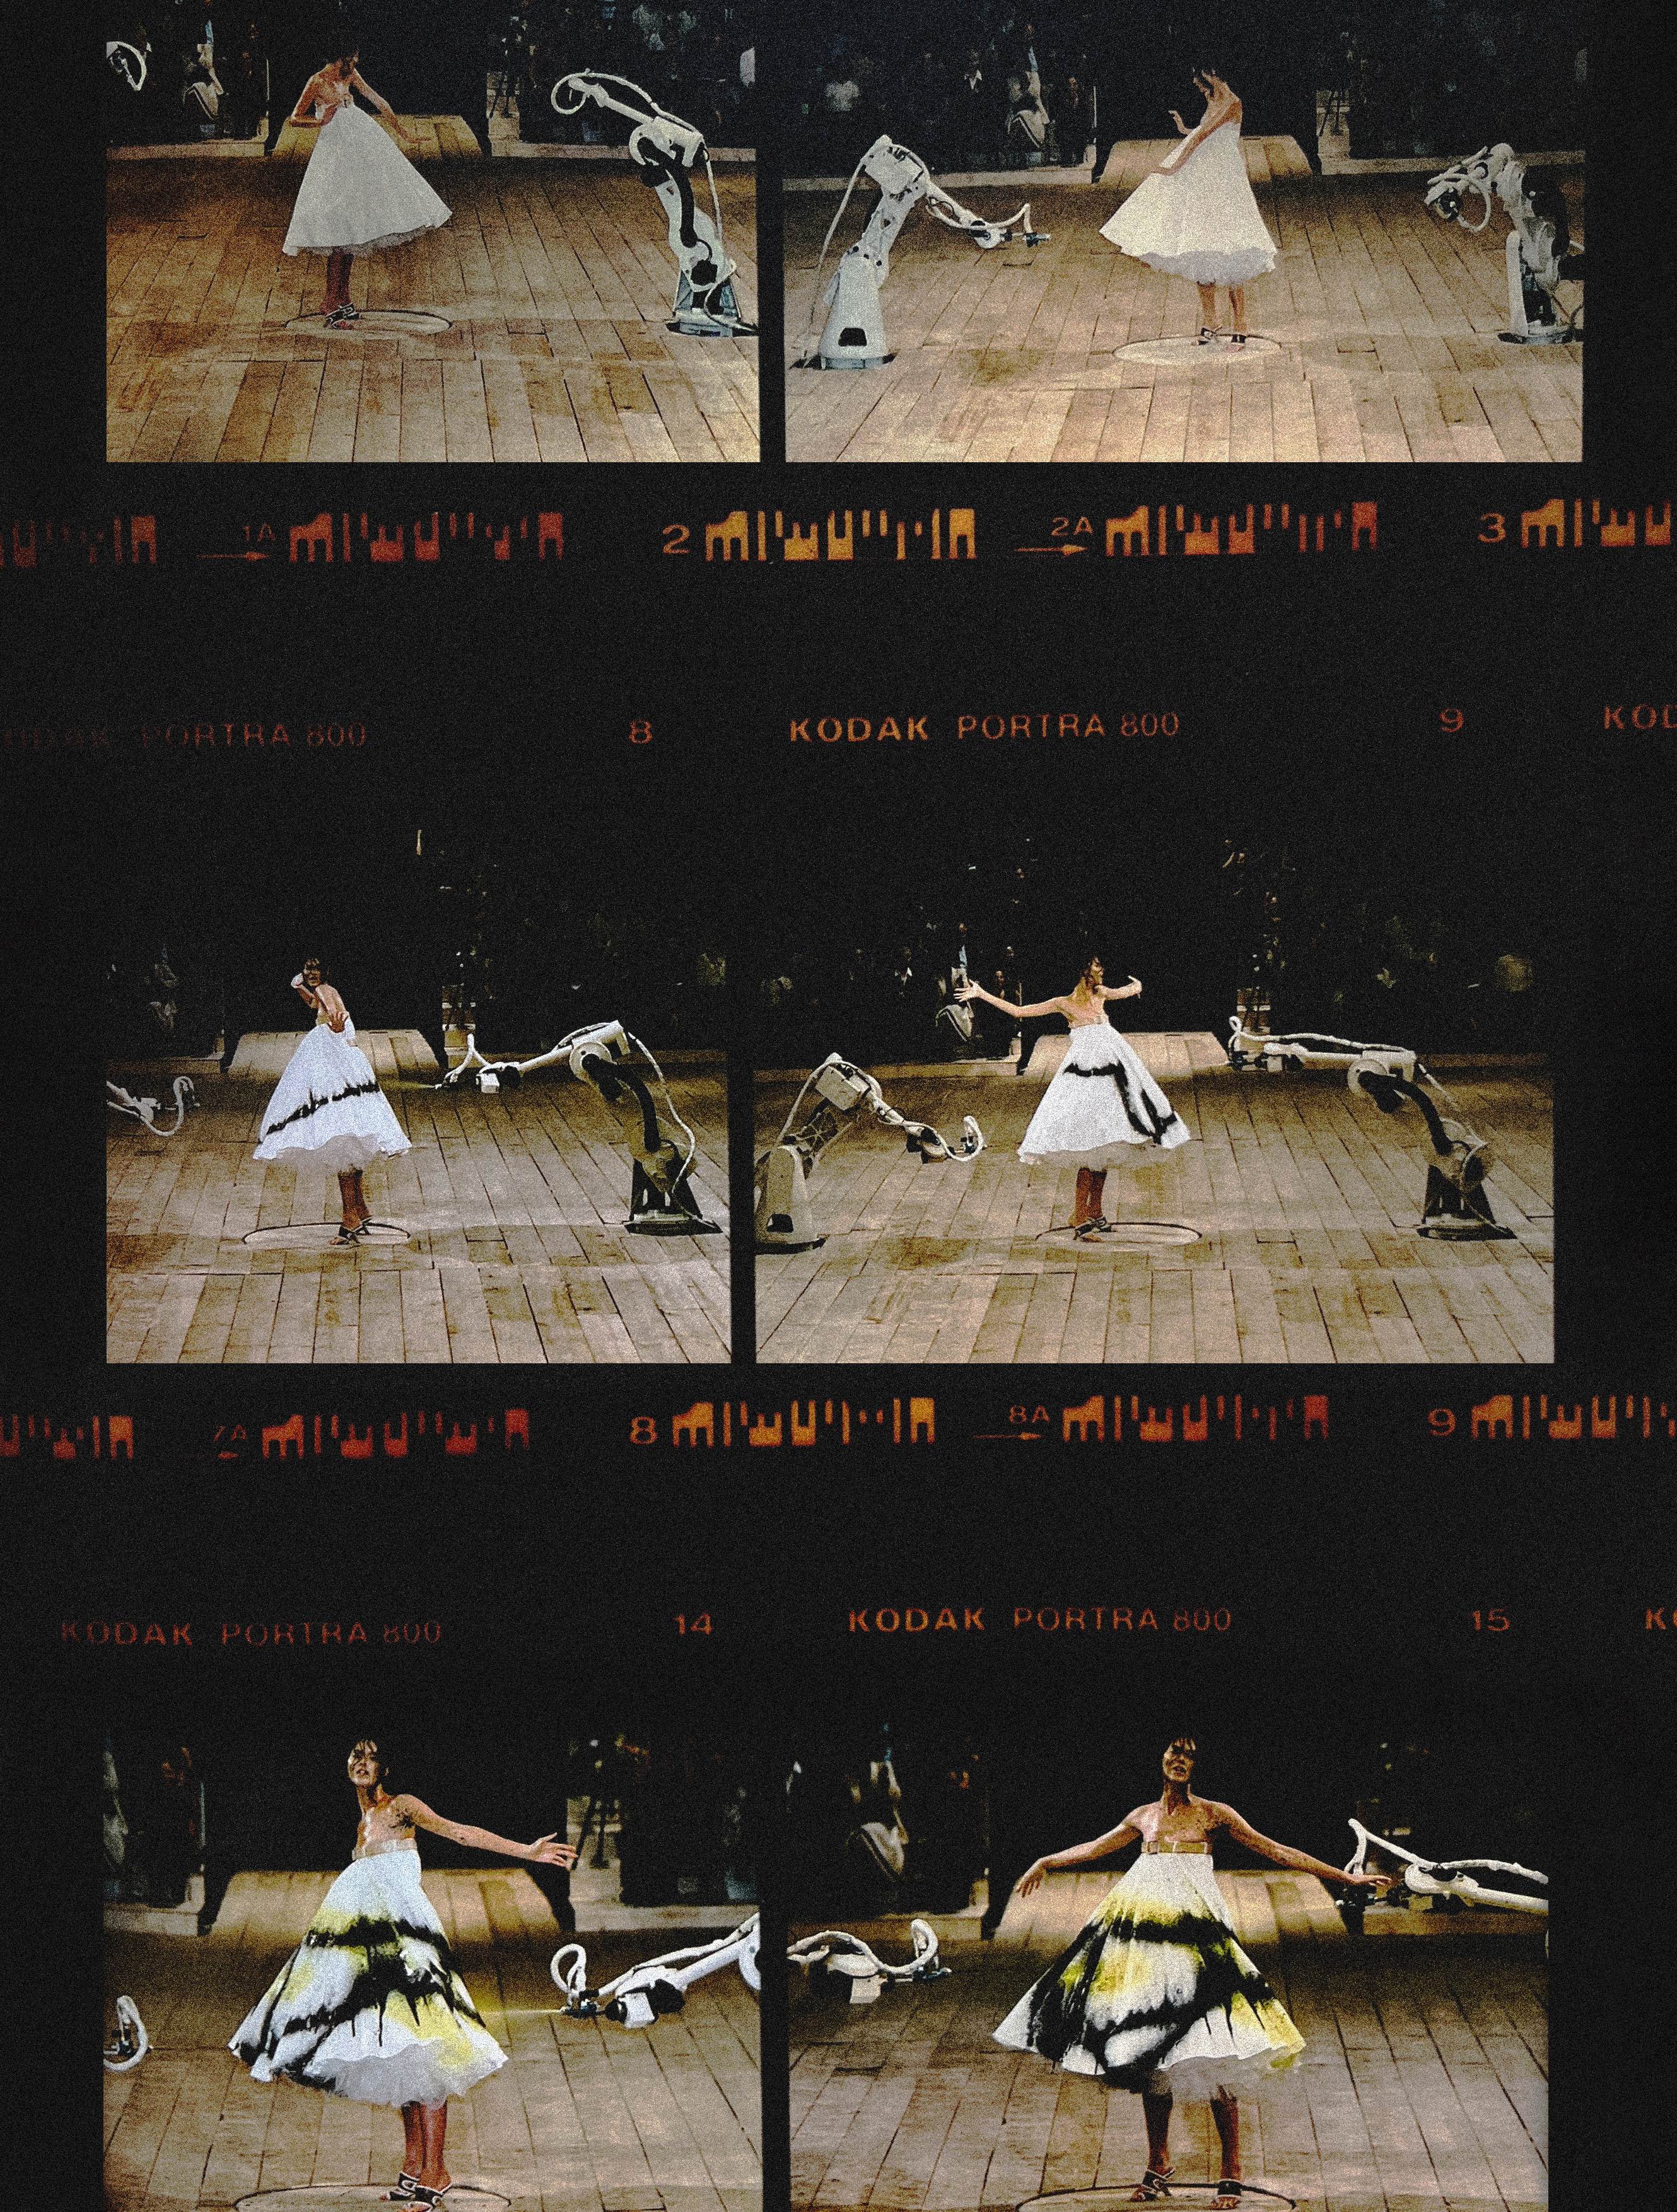 1A 2 2A 3
KODAK PORTRA 800 8 KODAK PORTRA 800 9 KOD
7A 8 8A 9
KODAK PORTRA 800 14 KODAK PORTRA 800 15 K